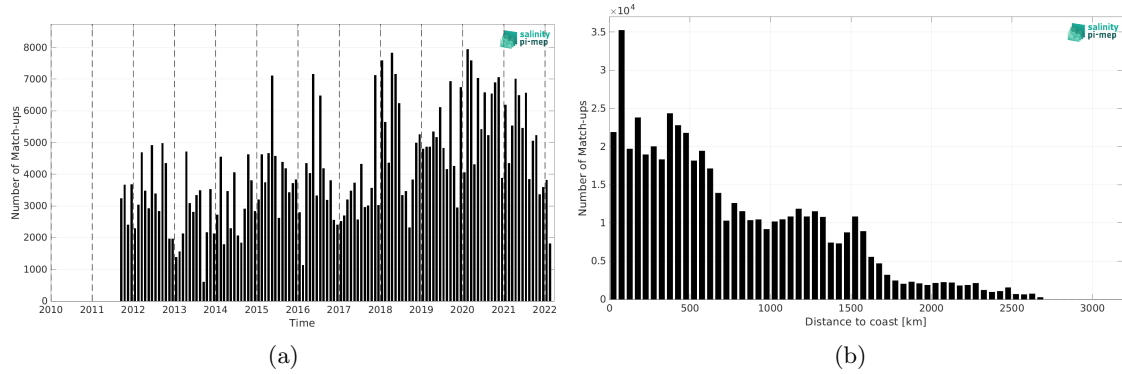 8000
7000
6000
5000
4000
3000
2000
1000
0
Number of Match-ups
2010 2011 2012 2013 2014 2015 2016 2017 2018 2019 2020 2021 2022
Time
salinity
pi-mep
(a)
×10⁴
3.5
3
2.5
2
1.5
1
0.5
0
Number of Match-ups
0 500 1000 1500 2000 2500 3000
Distance to coast [km]
salinity
pi-mep
(b)